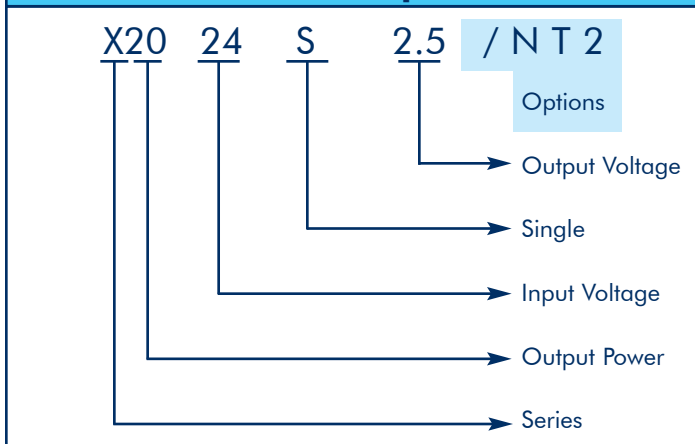 X20 24 S 2.5 / N T 2
Options
Output Voltage
Single
Input Voltage
Output Power
Series